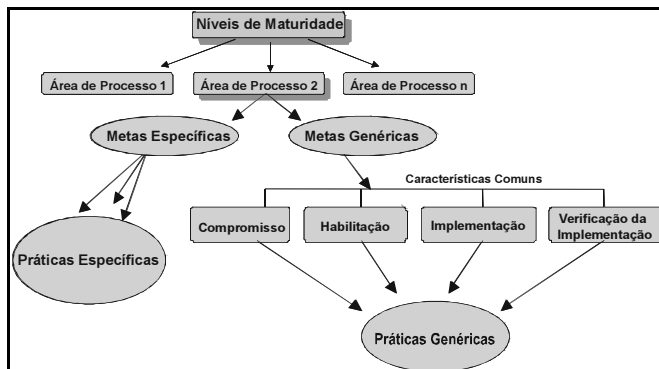 Níveis de Maturidade
Área de Processo 1
Área de Processo 2
Área de Processo n
Metas Específicas
Metas Genéricas
Características Comuns
Compromisso
Habilitação
Implementação
Verificação da
Implementação
Práticas Específicas
Práticas Genéricas